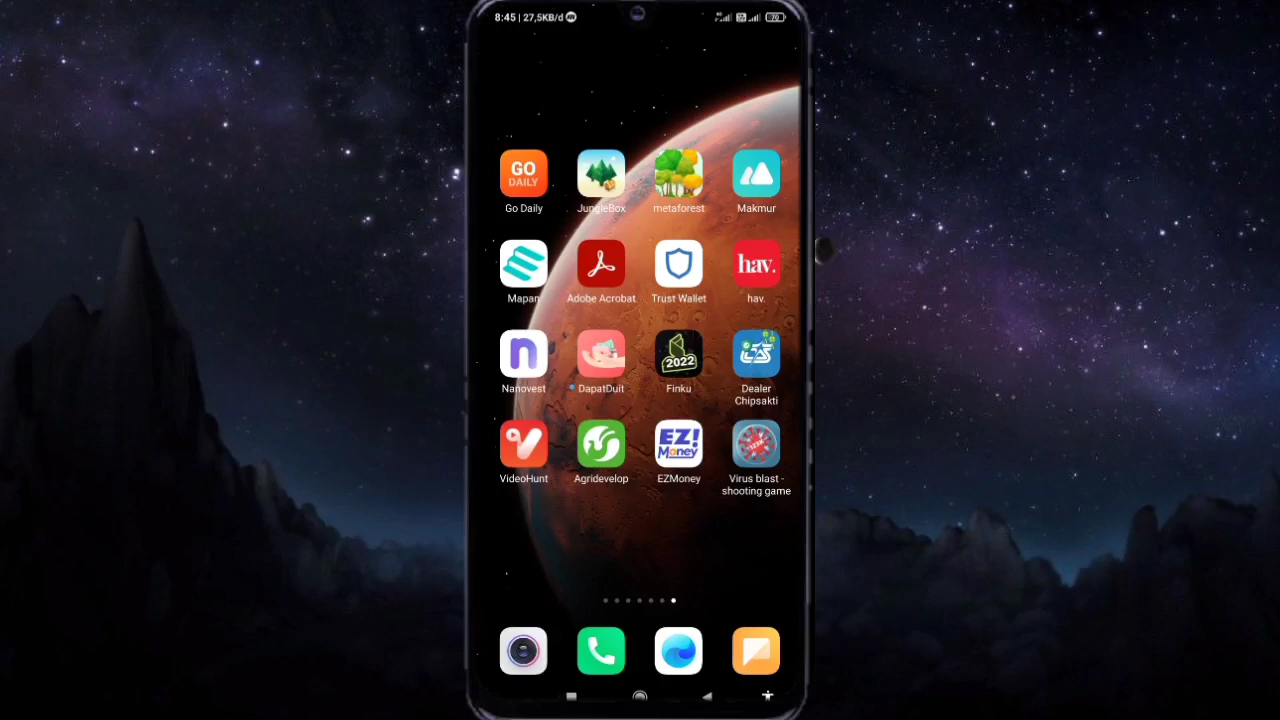 8:45 | 27,5KB/d
70
GO
DAILY
Go Daily
JungleBox
metaforest
Makmur
hav.
Mapan
Adobe Acrobat
Trust Wallet
hav.
n
2022
Nanovest
DapatDuit
Finku
Dealer
Chipsakti
EZ!
Money
VideoHunt
Agridevelop
EZMoney
Virus blast -
shooting game